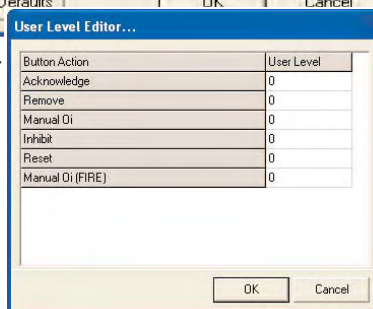 Defaults OK Cancel
User Level Editor...
Button Action User Level
Acknowledge 0
Remove 0
Manual Oi 0
Inhibit 0
Reset 0
Manual Oi (FIRE) 0
OK Cancel